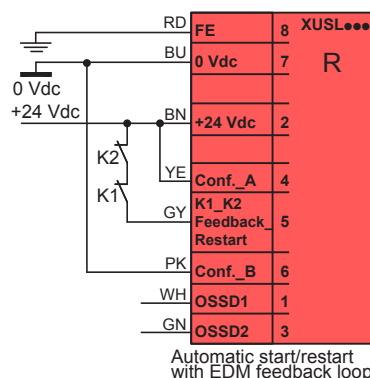 RD FE 8 XUSL●●●
BU 0 Vdc 7 R
0 Vdc
+24 Vdc BN +24 Vdc 2
K2
YE Conf._A 4
K1
GY K1_K2 Feedback_ Restart 5
PK Conf._B 6
WH OSSD1 1
GN OSSD2 3
Automatic start/restart
with EDM feedback loop